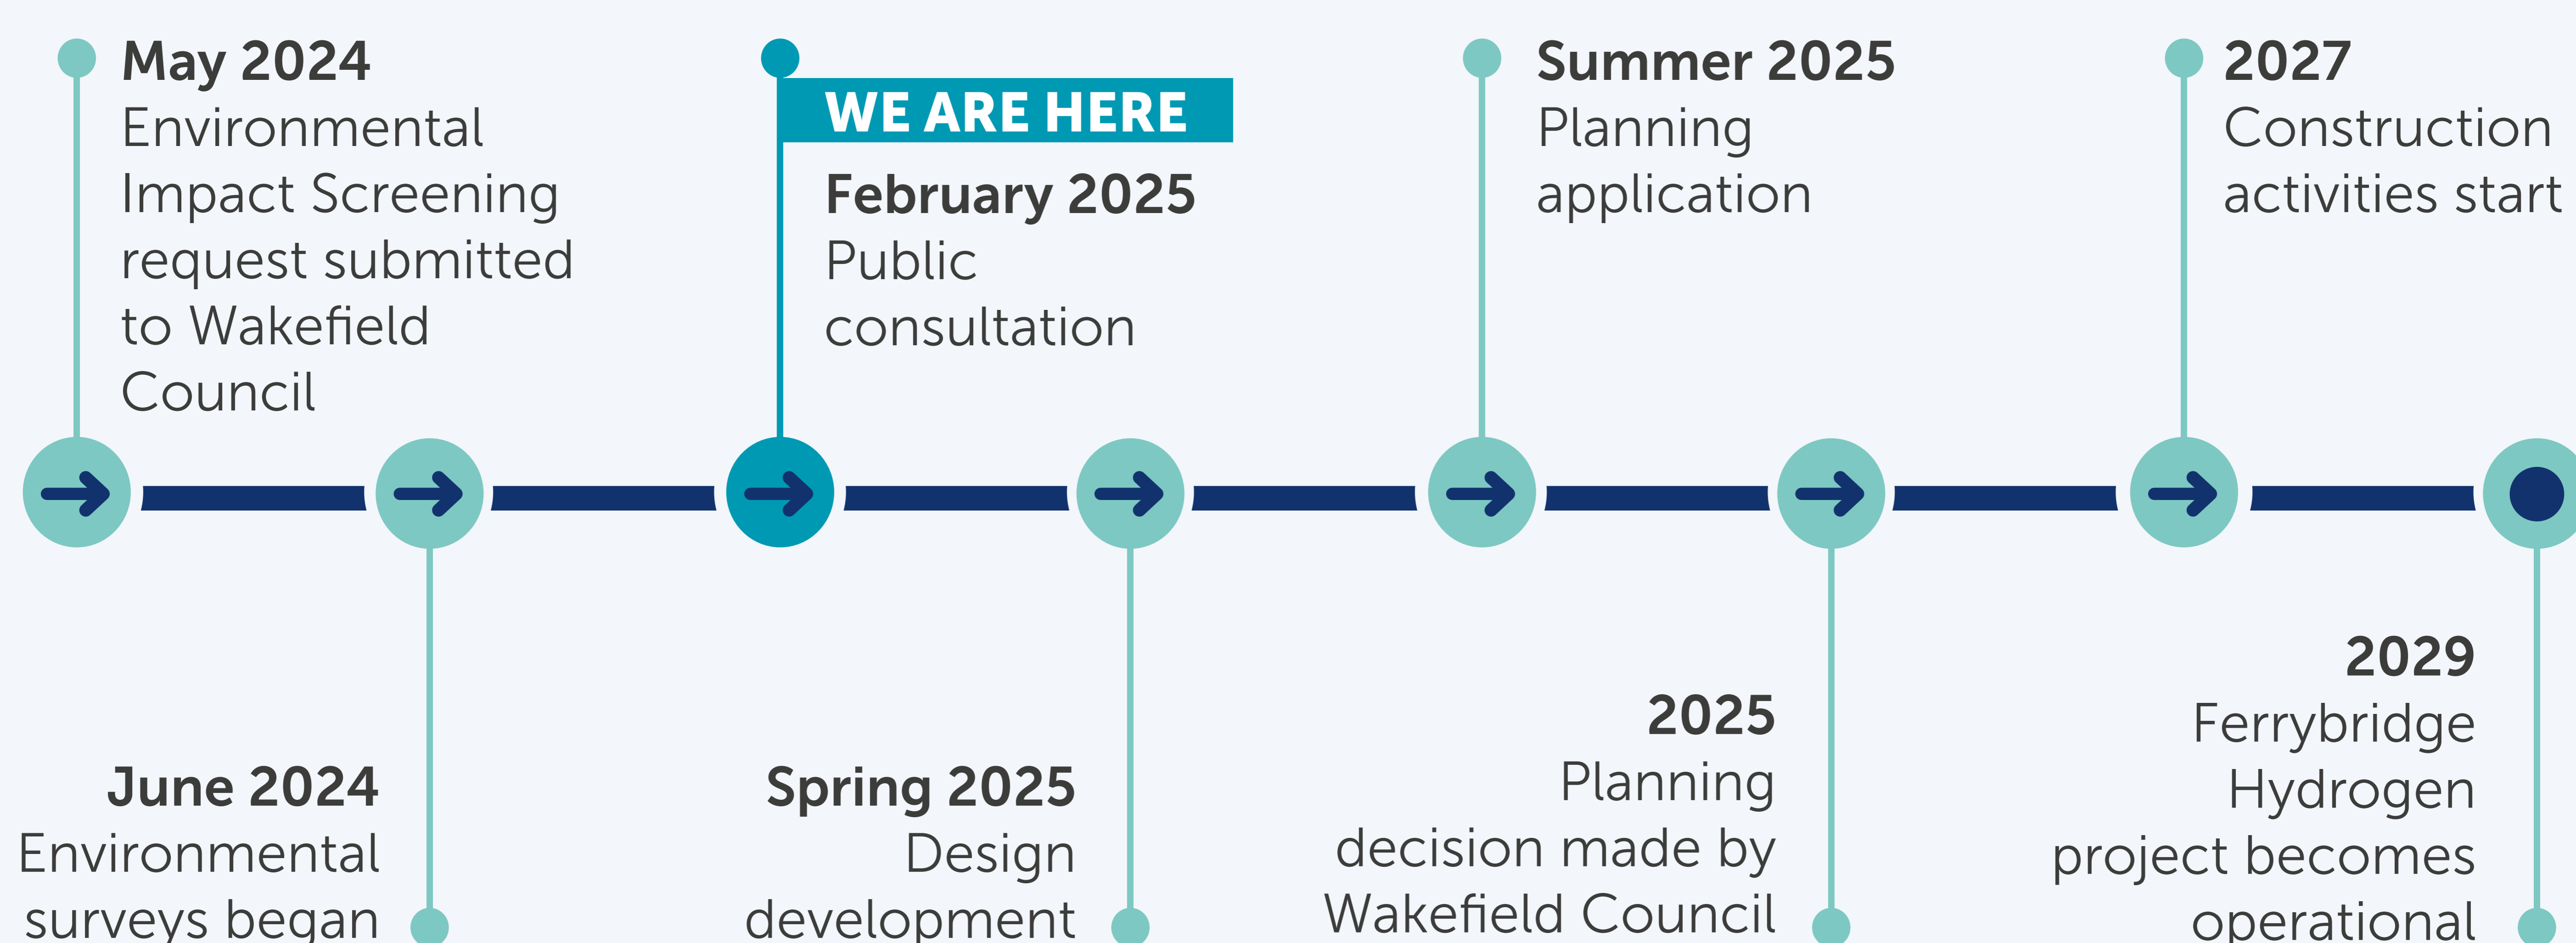 May 2024
Environmental
Impact Screening
request submitted
to Wakefield
Council
June 2024
Environmental
surveys began
WE ARE HERE
February 2025
Public
consultation
Spring 2025
Design
development
Summer 2025
Planning
application
2025
Planning
decision made by
Wakefield Council
2027
Construction
activities start
2029
Ferrybridge
Hydrogen
project becomes
operational